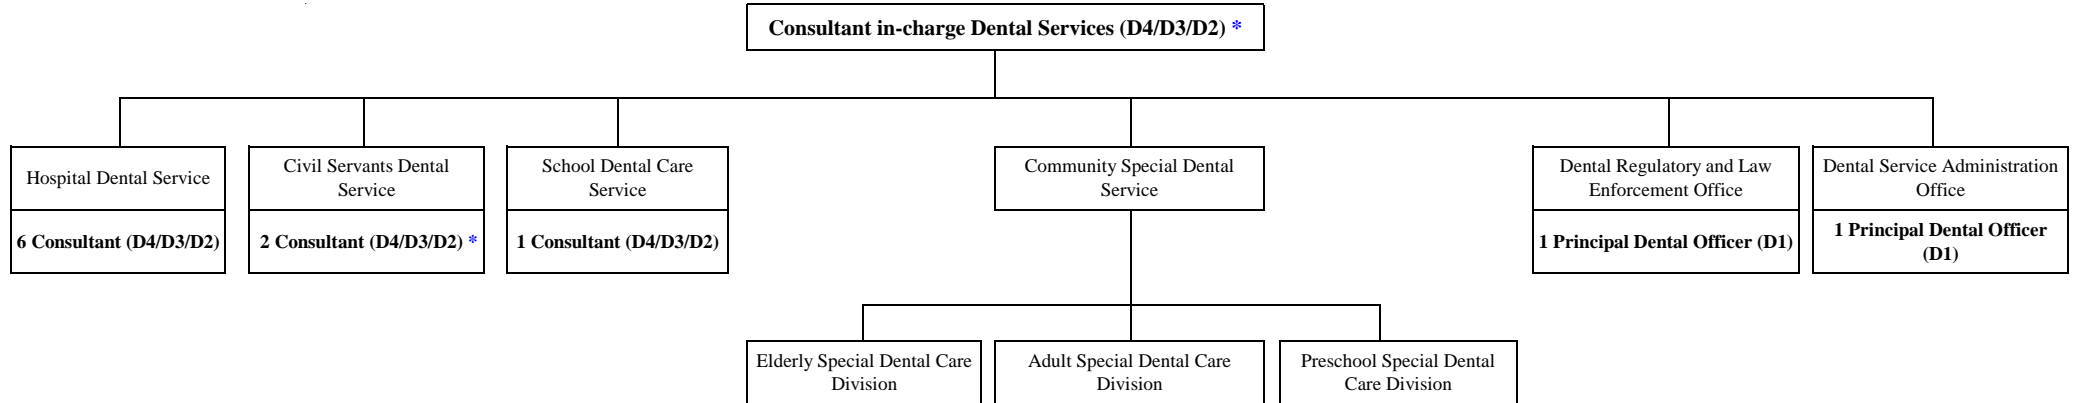 Consultant in-charge Dental Services (D4/D3/D2) *
Hospital Dental Service
6 Consultant (D4/D3/D2)
Civil Servants Dental
Service
2 Consultant (D4/D3/D2) *
School Dental Care
Service
1 Consultant (D4/D3/D2)
Community Special Dental
Service
Dental Regulatory and Law
Enforcement Office
1 Principal Dental Officer (D1)
Dental Service Administration
Office
1 Principal Dental Officer
(D1)
Elderly Special Dental Care
Division
Adult Special Dental Care
Division
Preschool Special Dental
Care Division